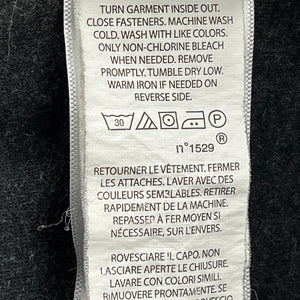 TURN GARMENT INSIDE OUT.
CLOSE FASTENERS. MACHINE WASH
COLD. WASH WITH LIKE COLORS.
ONLY NON-CHLORINE BLEACH
WHEN NEEDED. REMOVE
PROMPTLY. TUMBLE DRY LOW.
WARM IRON IF NEEDED ON
REVERSE SIDE.
30 P
n°1529 ®
RETOURNER LE VÊTEMENT. FERMER
LES ATTACHES. LAVER AVEC DES
COULEURS SEMBLABLES. RETIRER
RAPIDEMENT DE LA MACHINE.
REPASSER À FER MOYEN SI
NÉCESSAIRE, SUR L'ENVERS.
ROVESCIARE IL CAPO. NON
LASCIARE APERTE LE CHIUSURE.
LAVARE CON COLORI SIMILI.
RIMUOVERE PRONTAMENTE. SE